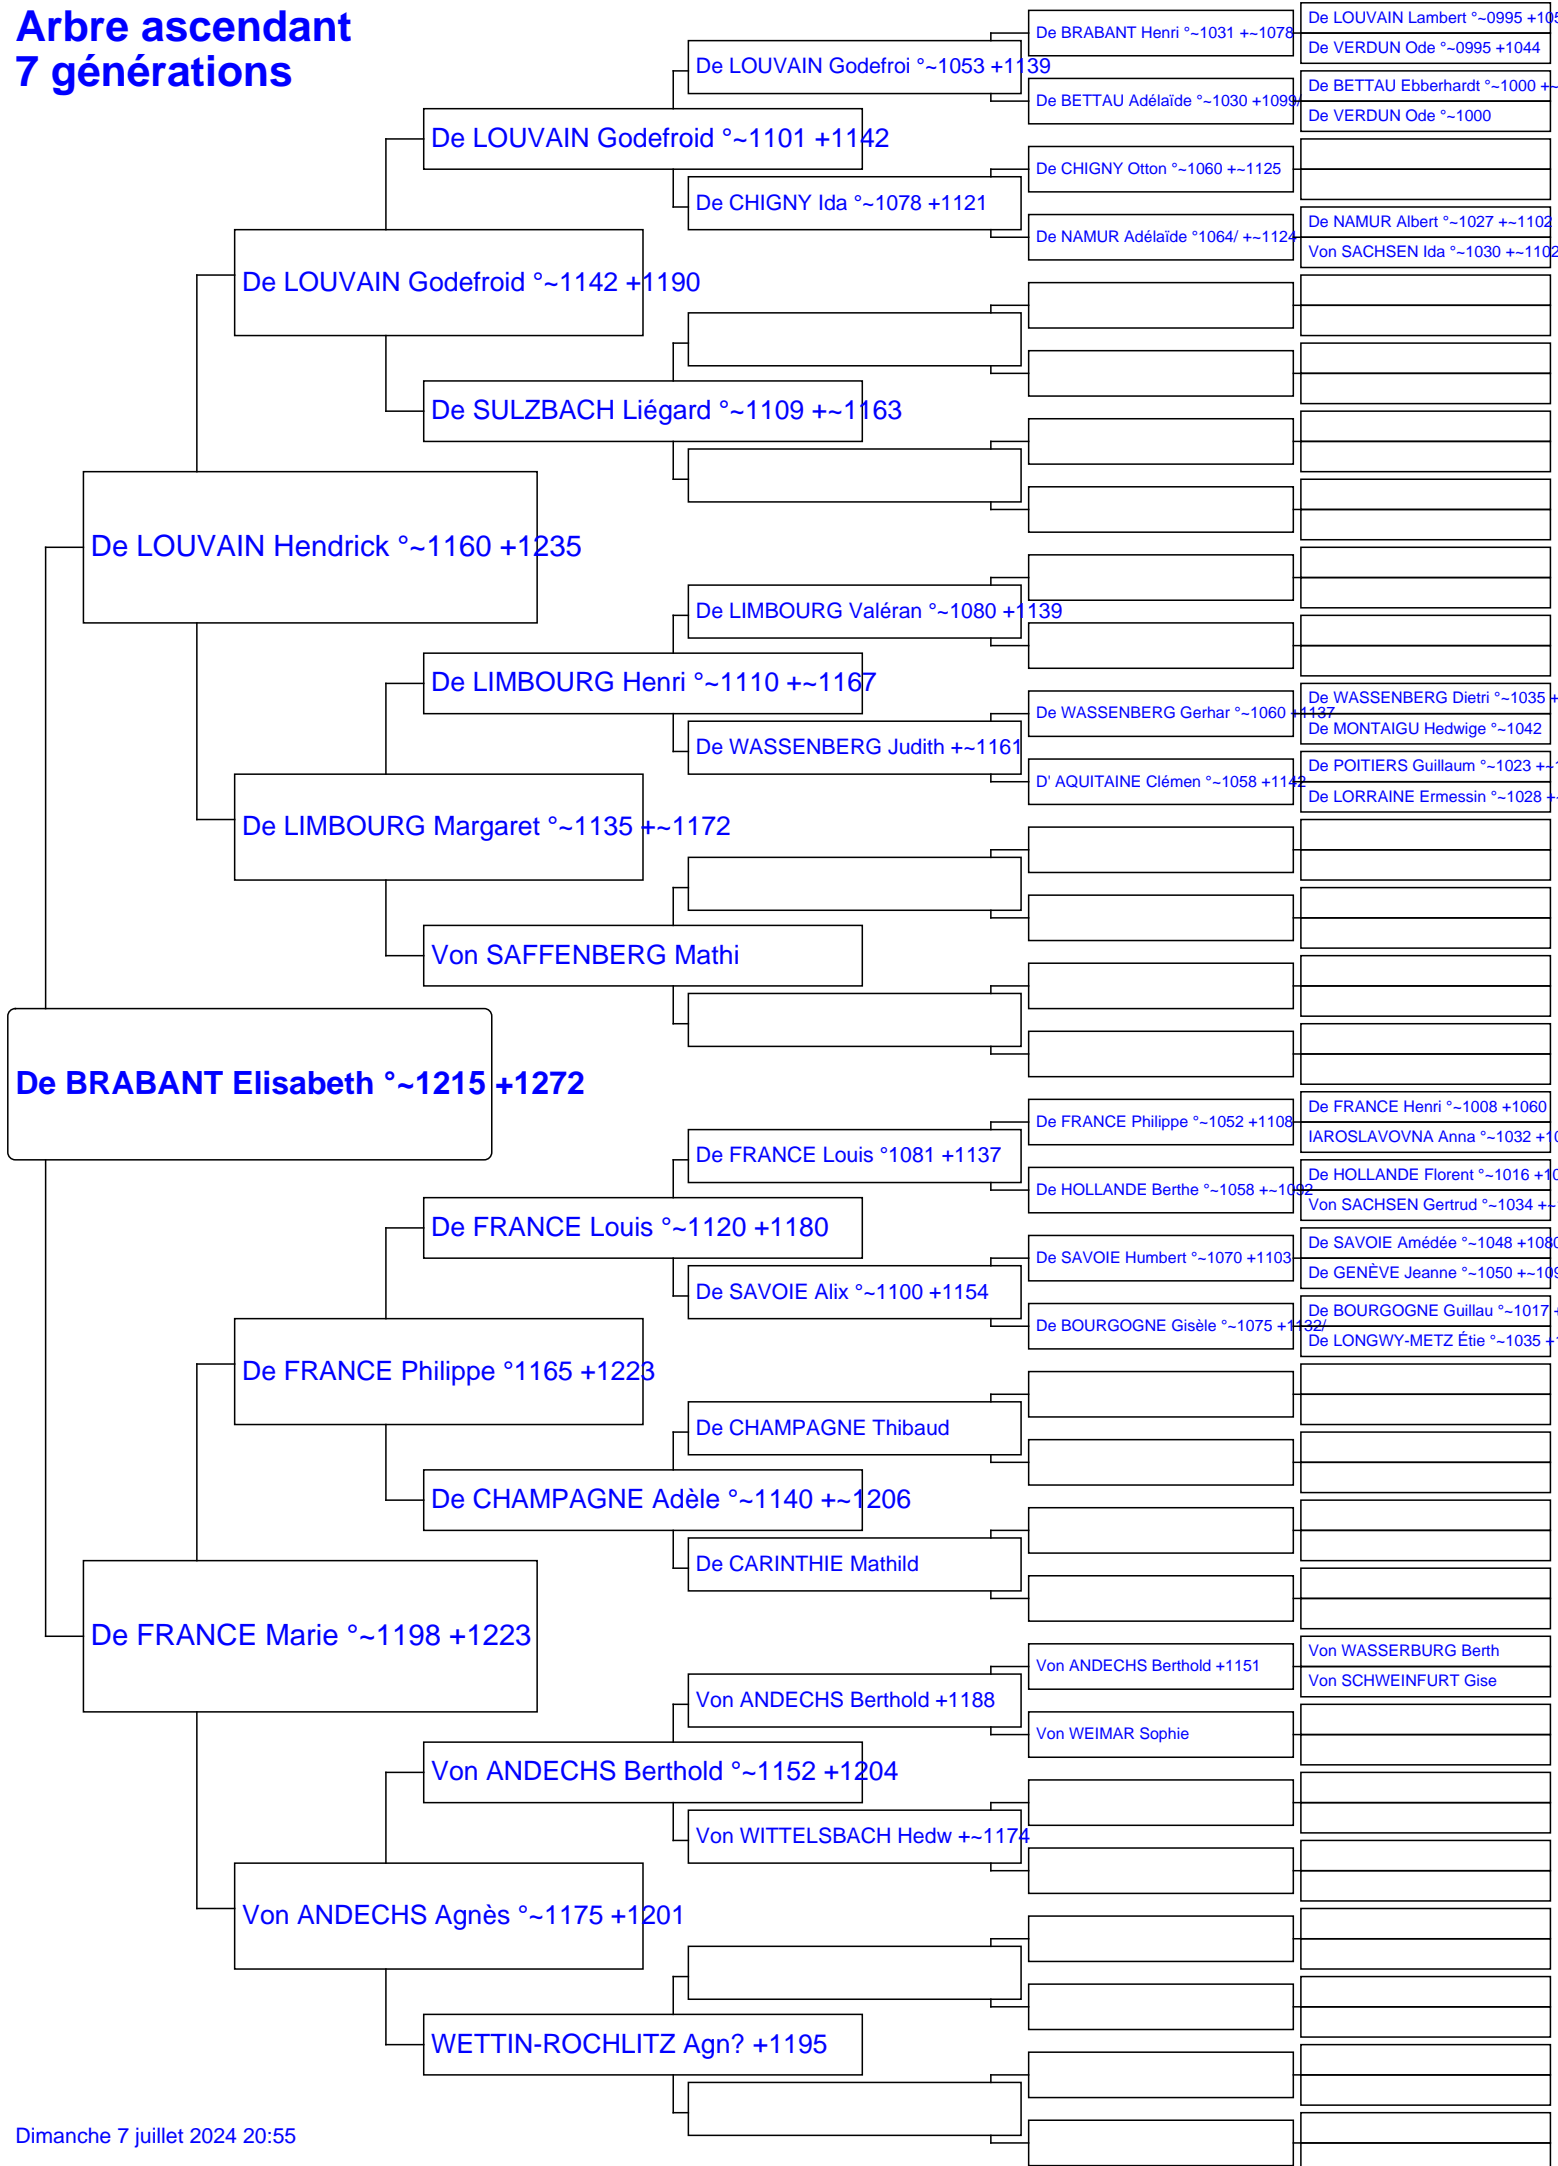 Arbre ascendant
7 générations
De BRABANT Elisabeth °~1215 +1272
De LOUVAIN Hendrick °~1160 +1235
De FRANCE Marie °~1198 +1223
De LOUVAIN Godefroid °~1142 +1190
De LIMBOURG Margaret °~1135 +~1172
De FRANCE Philippe °1165 +1223
Von ANDECHS Agnès °~1175 +1201
De LOUVAIN Godefroid °~1101 +1142
De SULZBACH Liégard °~1109 +~1163
De LIMBOURG Henri °~1110 +~1167
Von SAFFENBERG Mathi
De FRANCE Louis °~1120 +1180
De CHAMPAGNE Adèle °~1140 +~1206
Von ANDECHS Berthold °~1152 +1204
WETTIN-ROCHLITZ Agn? +1195
De LOUVAIN Godefroi °~1053 +1139
De CHIGNY Ida °~1078 +1121
De LIMBOURG Valéran °~1080 +1139
De WASSENBERG Judith +~1161
De FRANCE Louis °1081 +1137
De SAVOIE Alix °~1100 +1154
De CHAMPAGNE Thibaud
De CARINTHIE Mathild
Von ANDECHS Berthold +1188
Von WITTELSBACH Hedw +~1174
De BRABANT Henri °~1031 +~1078
De BETTAU Adélaïde °~1030 +1099/
De CHIGNY Otton °~1060 +~1125
De NAMUR Adélaïde °1064/ +~1124
De WASSENBERG Gerhar °~1060 +1137
D' AQUITAINE Clémen °~1058 +1142
De FRANCE Philippe °~1052 +1108
De HOLLANDE Berthe °~1058 +~1092
De SAVOIE Humbert °~1070 +1103
De BOURGOGNE Gisèle °~1075 +1132/
Von ANDECHS Berthold +1151
Von WEIMAR Sophie
De LOUVAIN Lambert °~0995 +105
De VERDUN Ode °~0995 +1044
De BETTAU Ebberhardt °~1000 +~
De VERDUN Ode °~1000
De NAMUR Albert °~1027 +~1102
Von SACHSEN Ida °~1030 +~1102
De WASSENBERG Dietri °~1035 +
De MONTAIGU Hedwige °~1042
De POITIERS Guillaum °~1023 +~1
De LORRAINE Ermessin °~1028 +~
De FRANCE Henri °~1008 +1060
IAROSLAVOVNA Anna °~1032 +10
De HOLLANDE Florent °~1016 +10
Von SACHSEN Gertrud °~1034 +~
De SAVOIE Amédée °~1048 +1080
De GENÈVE Jeanne °~1050 +~109
De BOURGOGNE Guillau °~1017 +
De LONGWY-METZ Étie °~1035 +1
Von WASSERBURG Berth
Von SCHWEINFURT Gise
Dimanche 7 juillet 2024 20:55